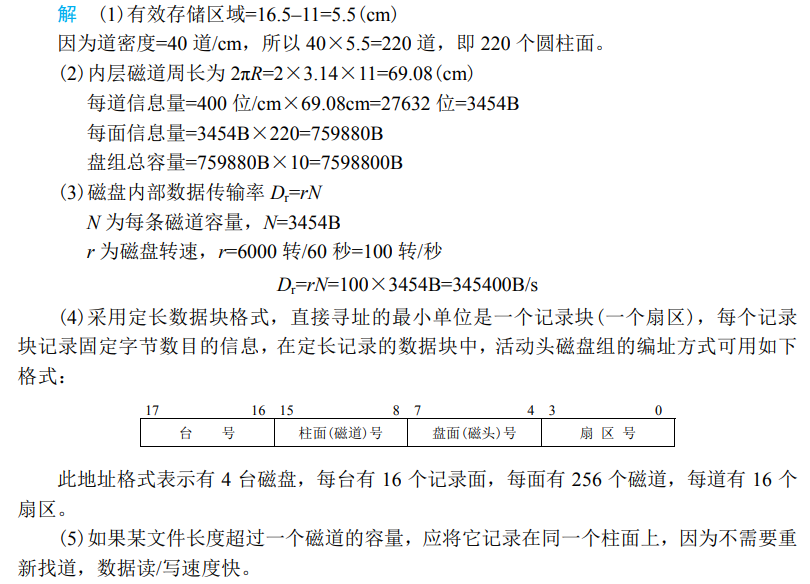 解 (1)有效存储区域=16.5–11=5.5(cm)
因为道密度=40 道/cm，所以 40×5.5=220 道，即 220 个圆柱面。
(2)内层磁道周长为 2πR=2×3.14×11=69.08(cm)
每道信息量=400 位/cm×69.08cm=27632 位=3454B
每面信息量=3454B×220=759880B
盘组总容量=759880B×10=7598800B
(3)磁盘内部数据传输率 Dr=rN
N 为每条磁道容量，N=3454B
r 为磁盘转速，r=6000 转/60 秒=100 转/秒
Dr=rN=100×3454B=345400B/s
(4)采用定长数据块格式，直接寻址的最小单位是一个记录块(一个扇区)，每个记录
块记录固定字节数目的信息，在定长记录的数据块中，活动头磁盘组的编址方式可用如下
格式：
17 16 15 8 7 4 3 0
台 号 柱面(磁道)号 盘面(磁头)号 扇 区 号
此地址格式表示有 4 台磁盘，每台有 16 个记录面，每面有 256 个磁道，每道有 16 个
扇区。
(5)如果某文件长度超过一个磁道的容量，应将它记录在同一个柱面上，因为不需要重
新找道，数据读/写速度快。